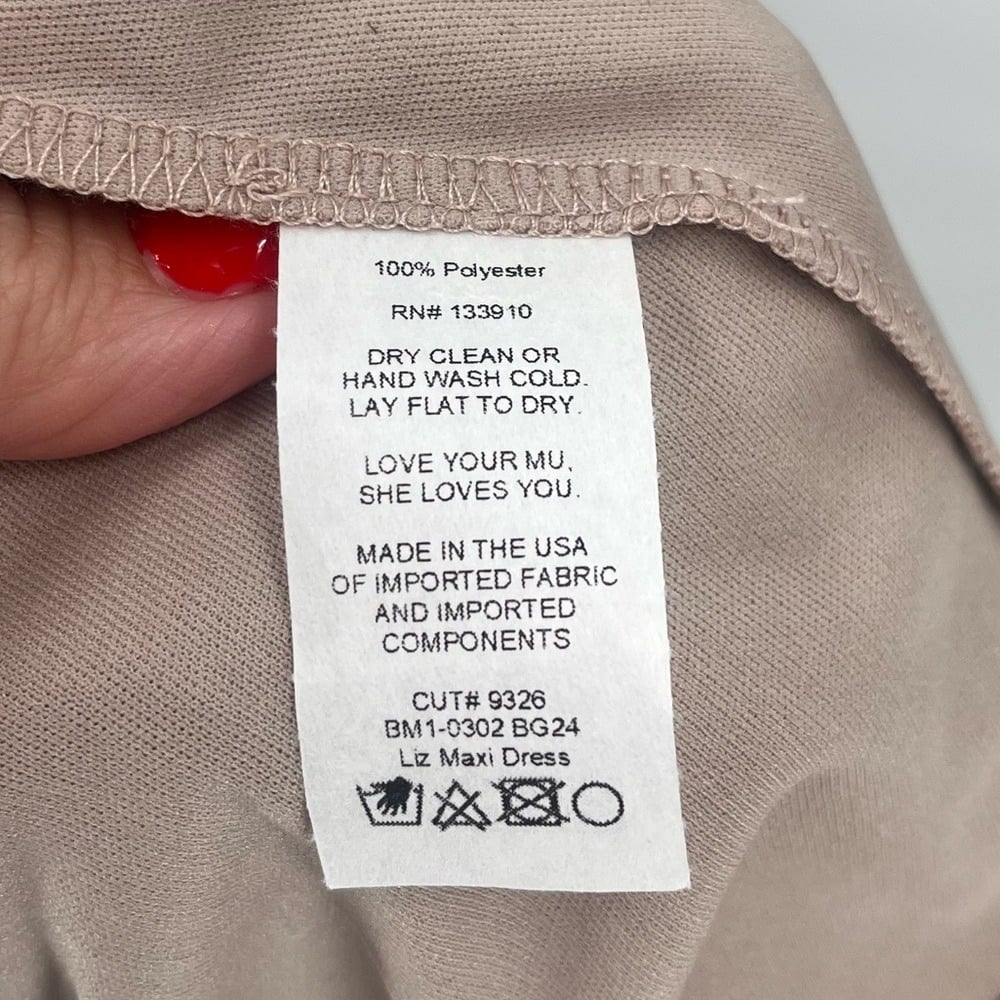 100% Polyester
RN# 133910
DRY CLEAN OR
HAND WASH COLD.
LAY FLAT TO DRY.
LOVE YOUR MU,
SHE LOVES YOU.
MADE IN THE USA
OF IMPORTED FABRIC
AND IMPORTED
COMPONENTS
CUT# 9326
BM1-0302 BG24
Liz Maxi Dress